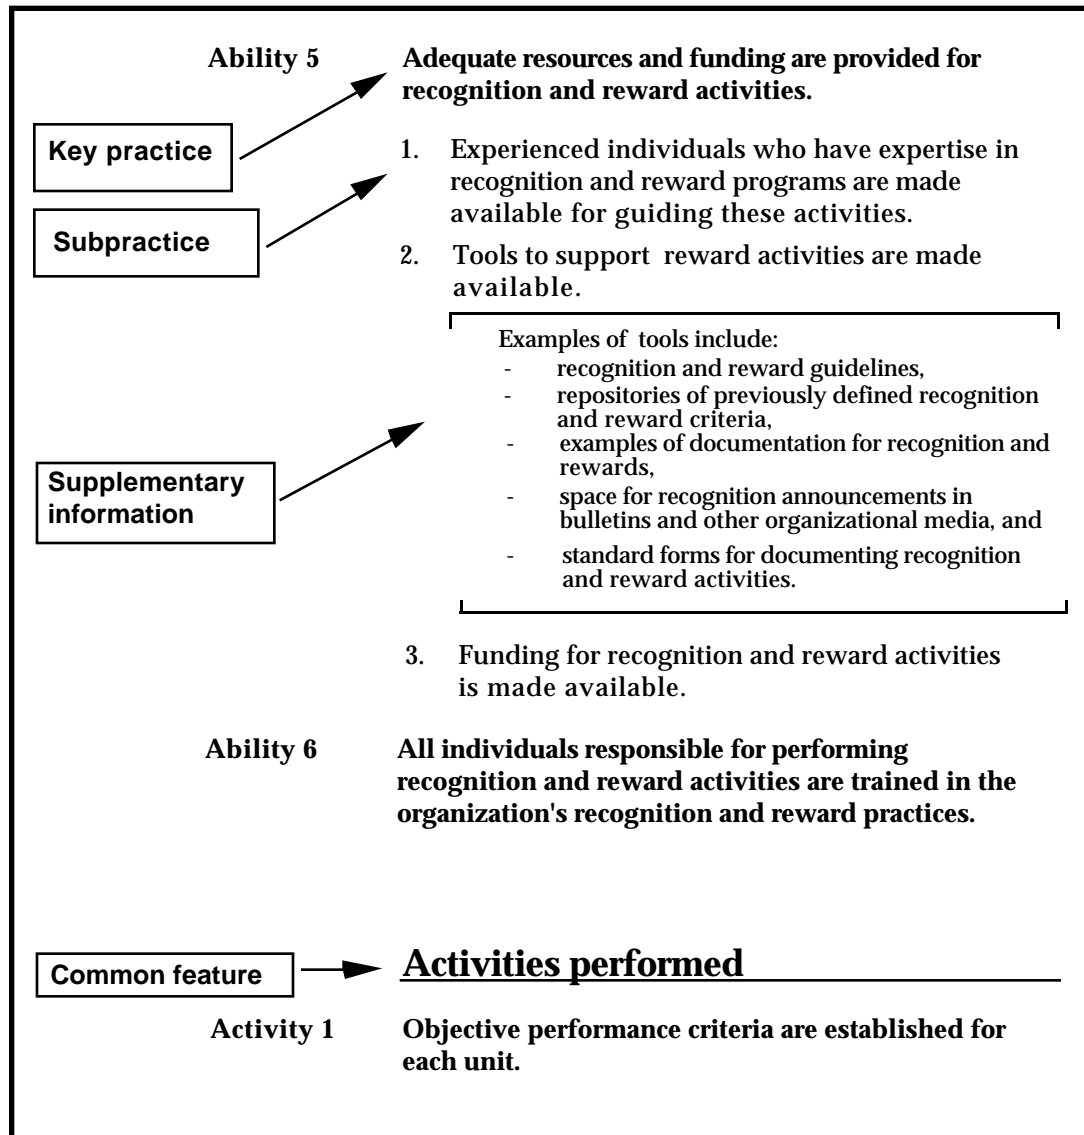 Ability 5 Adequate resources and funding are provided for
recognition and reward activities.
Key practice
1. Experienced individuals who have expertise in
recognition and reward programs are made
available for guiding these activities.
Subpractice
2. Tools to support reward activities are made
available.
Examples of tools include:
- recognition and reward guidelines,
- repositories of previously defined recognition
and reward criteria,
- examples of documentation for recognition and
rewards,
Supplementary
information
- space for recognition announcements in
bulletins and other organizational media, and
- standard forms for documenting recognition
and reward activities.
3. Funding for recognition and reward activities
is made available.
Ability 6 All individuals responsible for performing
recognition and reward activities are trained in the
organization's recognition and reward practices.
Common feature
Activities performed
Activity 1 Objective performance criteria are established for
each unit.